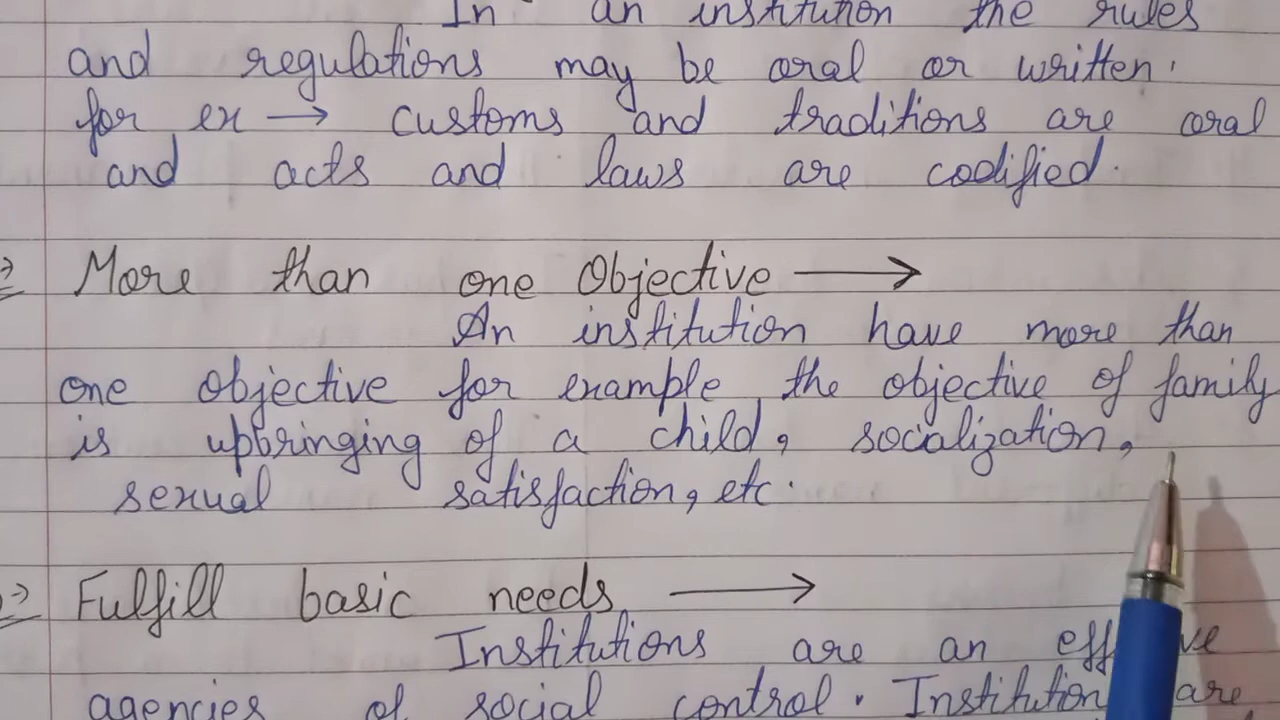 In an institution the rules
and regulations may be oral or written.
for ex → customs and traditions are oral
and acts and laws are codified.
⇒ More than one Objective →
An institution have more than
one objective for example, the objective of family
is upbringing of a child, socialization,
sexual satisfaction, etc.
⇒ Fulfill basic needs →
Institutions are an
agencies of social control. Institution are